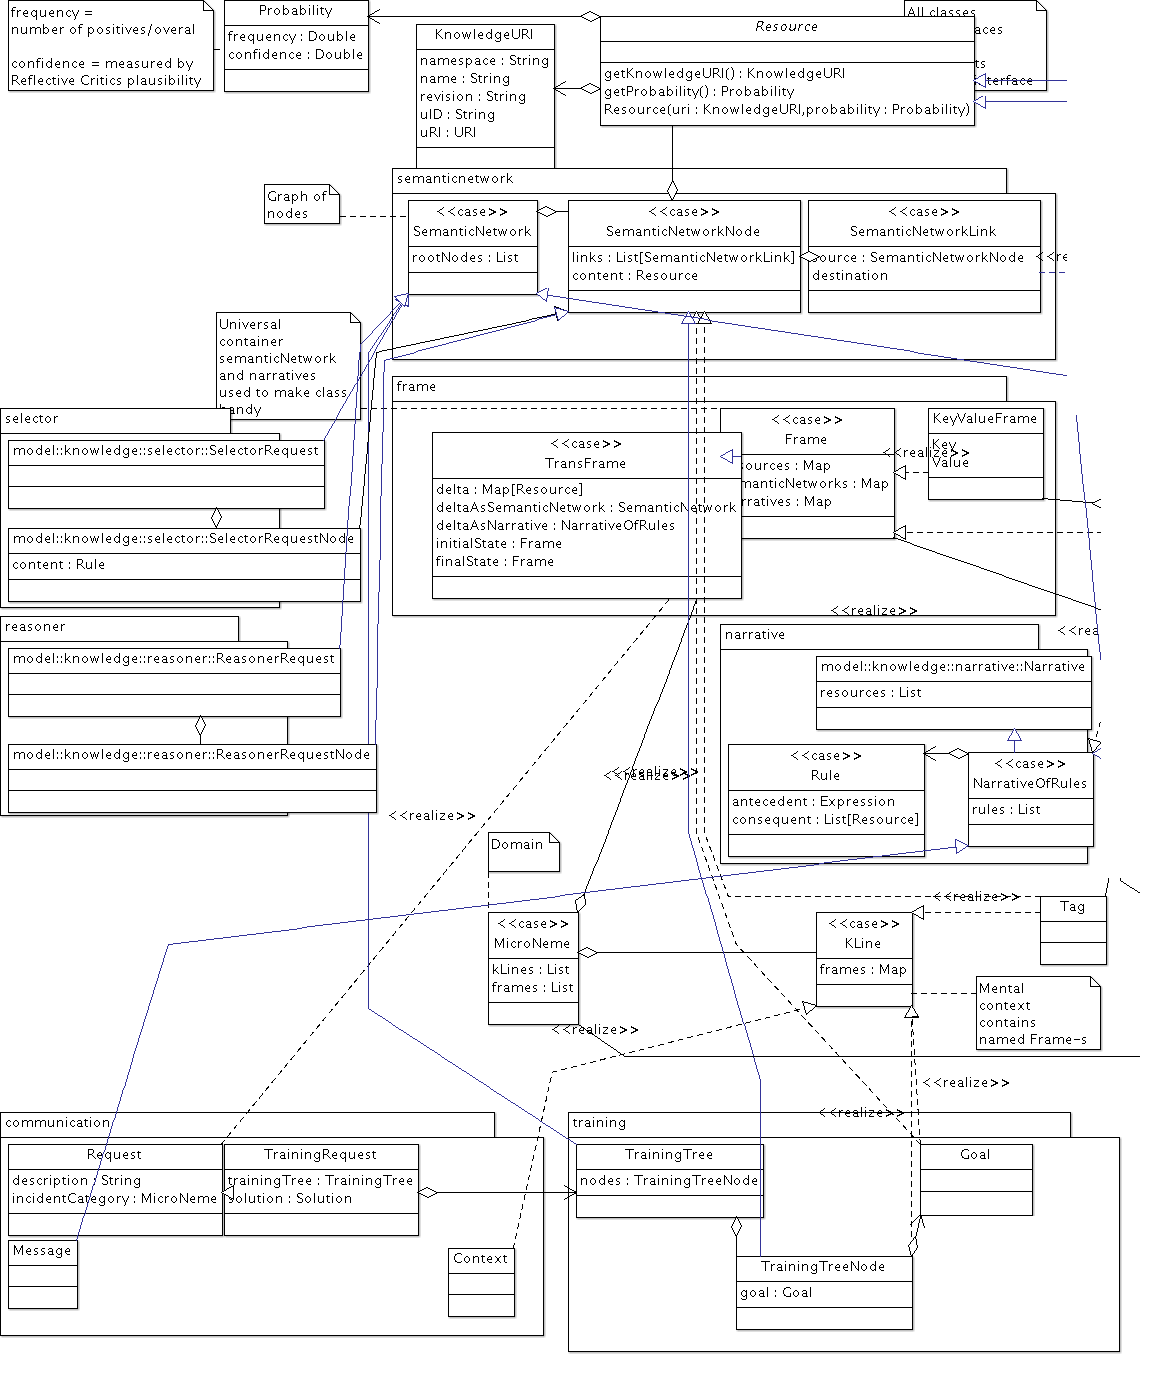 frequency =
number of positives/overal
confidence = measured by
Reflective Critics plausibility
Probability
frequency : Double
confidence : Double
KnowledgeURI
namespace : String
name : String
revision : String
uID : String
uRI : URI
Resource
getKnowledgeURI() : KnowledgeURI
getProbability() : Probability
Resource(uri : KnowledgeURI,probability : Probability)
All classes
aces
ts
terface
semanticnetwork
Graph of
nodes
<<case>>
SemanticNetwork
rootNodes : List
<<case>>
SemanticNetworkNode
links : List[SemanticNetworkLink]
content : Resource
<<case>>
SemanticNetworkLink
source : SemanticNetworkNode
destination
<<re
Universal
container
semanticNetwork
and narratives
used to make class
handy
frame
<<case>>
TransFrame
delta : Map[Resource]
deltaAsSemanticNetwork : SemanticNetwork
deltaAsNarrative : NarrativeOfRules
initialState : Frame
finalState : Frame
<<case>>
Frame
sources : Map
manticNetworks : Map
rratives : Map
<<realize>>
KeyValueFrame
Key
Value
selector
model::knowledge::selector::SelectorRequest
model::knowledge::selector::SelectorRequestNode
content : Rule
reasoner
model::knowledge::reasoner::ReasonerRequest
model::knowledge::reasoner::ReasonerRequestNode
<<realize>>
<<rea
narrative
model::knowledge::narrative::Narrative
resources : List
<<case>>
Rule
antecedent : Expression
consequent : List[Resource]
<<case>>
NarrativeOfRules
rules : List
<<realize>>
<<realize>>
<<realize>>
Domain
<<case>>
MicroNeme
kLines : List
frames : List
<<case>>
KLine
frames : Map
<<realize>>
Tag
Mental
context
contains
named Frame-s
<<realize>>
<<realize>>
<<realize>>
communication
Request
description : String
incidentCategory : MicroNeme
TrainingRequest
trainingTree : TrainingTree
solution : Solution
Message
Context
training
TrainingTree
nodes : TrainingTreeNode
Goal
TrainingTreeNode
goal : Goal